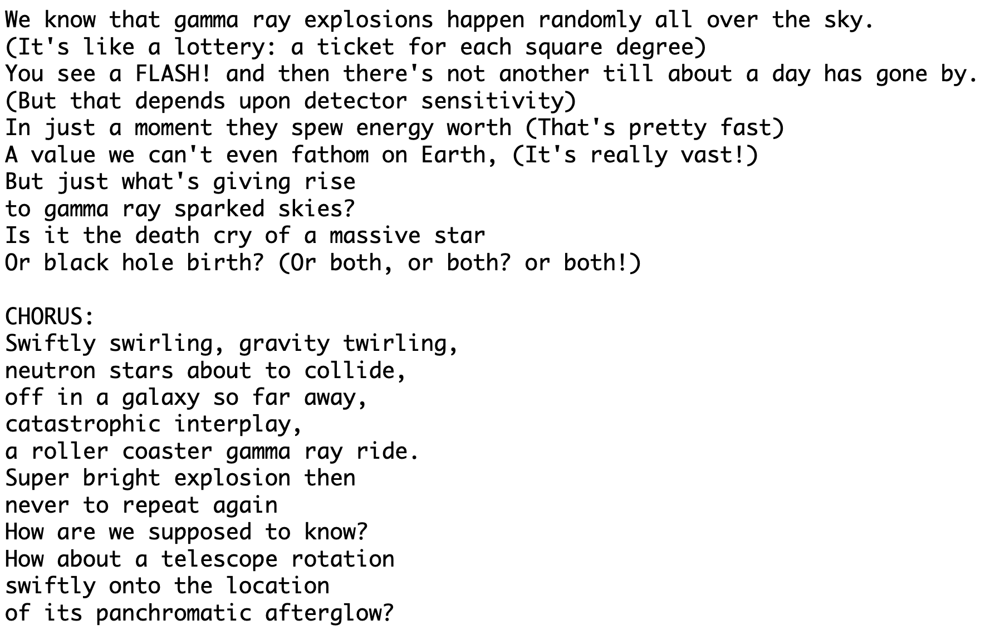 We know that gamma ray explosions happen randomly all over the sky.
(It's like a lottery: a ticket for each square degree)
You see a FLASH! and then there's not another till about a day has gone by.
(But that depends upon detector sensitivity)
In just a moment they spew energy worth (That's pretty fast)
A value we can't even fathom on Earth, (It's really vast!)
But just what's giving rise
to gamma ray sparked skies?
Is it the death cry of a massive star
Or black hole birth? (Or both, or both? or both!)

CHORUS:
Swiftly swirling, gravity twirling,
neutron stars about to collide,
off in a galaxy so far away,
catastrophic interplay,
a roller coaster gamma ray ride.
Super bright explosion then
never to repeat again
How are we supposed to know?
How about a telescope rotation
swiftly onto the location
of its panchromatic afterglow?